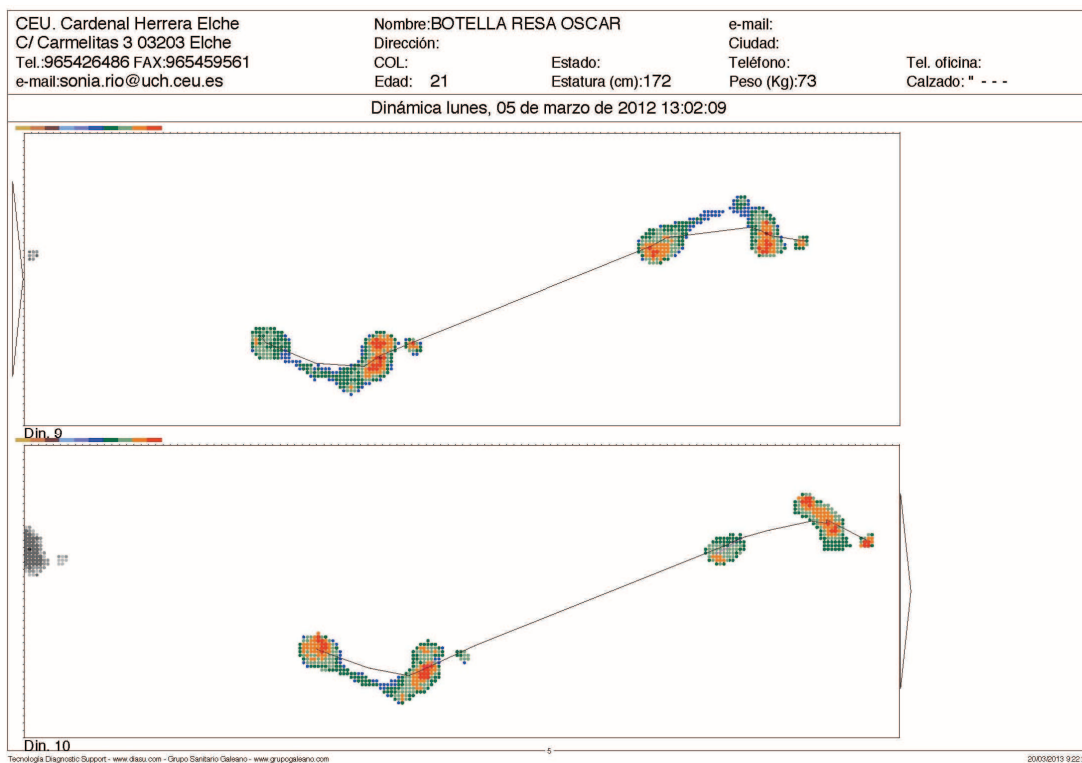 CEU. Cardenal Herrera Elche
C/ Carmelitas 3 03203 Elche
Tel.:965426486 FAX:965459561
e-mail:sonia.rio@uch.ceu.es
Nombre:BOTELLA RESA OSCAR
Dirección:
COL: Estado:
Edad: 21 Estatura (cm):172
e-mail:
Ciudad:
Teléfono: Tel. oficina:
Peso (Kg):73 Calzado: " - - -
Dinámica lunes, 05 de marzo de 2012 13:02:09
Din. 9
Din. 10
Tecnología Diagnostic Support - www.diasu.com - Grupo Sanitario Galeano - www.grupogaleano.com
5
20/03/2013 9:22